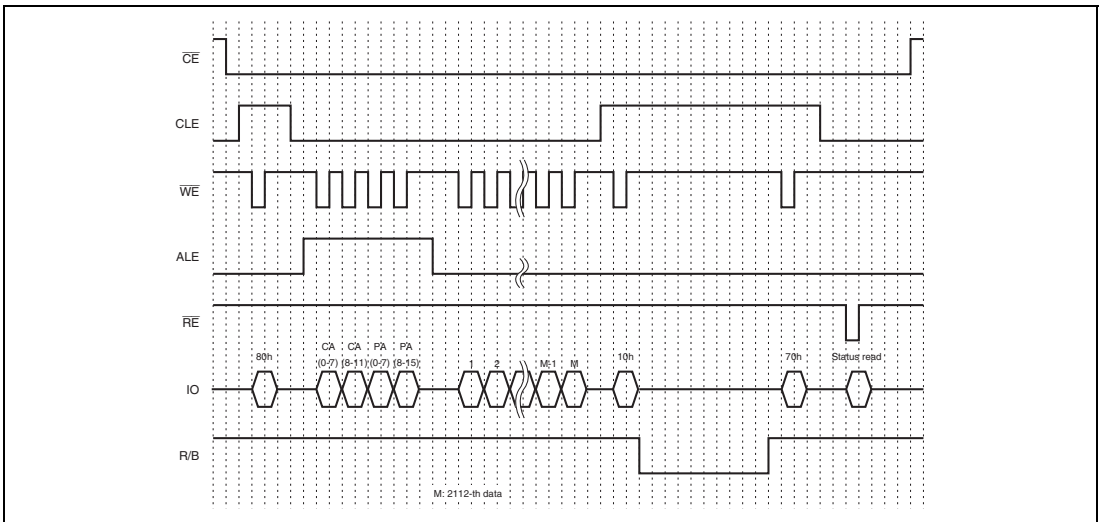 CE
CLE
WE
ALE
RE
80h CA CA PA PA 1 2 M-1 M 10h 70h Status read
(0-7) (8-11) (0-7) (8-15)
IO
R/B
M: 2112-th data